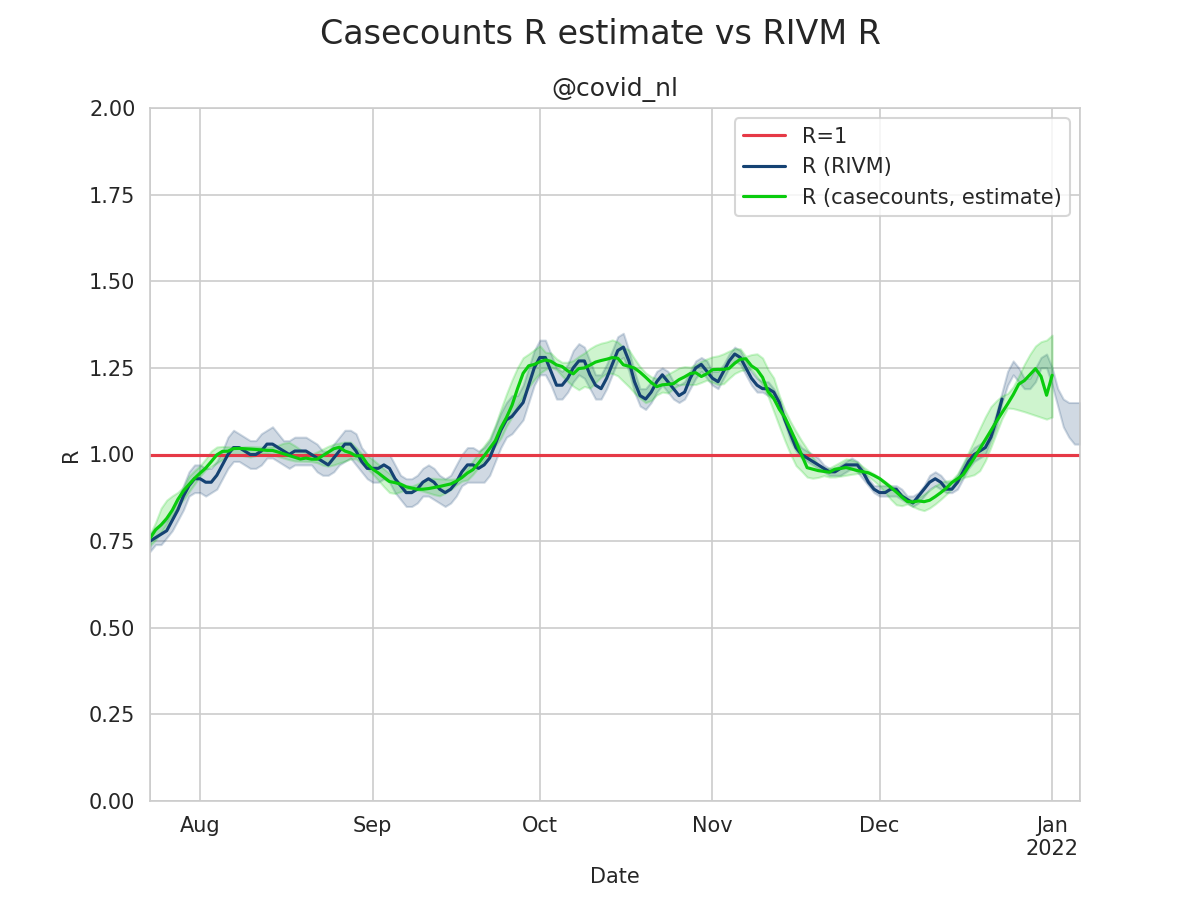 Casecounts R estimate vs RIVM R
@covid_nl
2.00
1.75
1.50
1.25
1.00
0.75
0.50
0.25
0.00
R
R=1
R (RIVM)
R (casecounts, estimate)
Aug
Sep
Oct
Nov
Dec
Jan
2022
Date